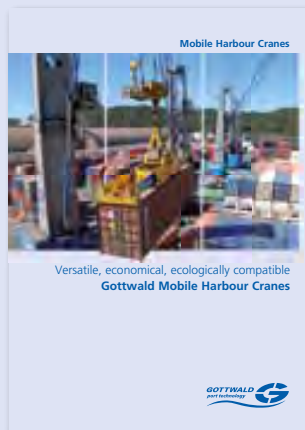 Mobile Harbour Cranes
Versatile, economical, ecologically compatible
Gottwald Mobile Harbour Cranes
GOTTWALD
port technology